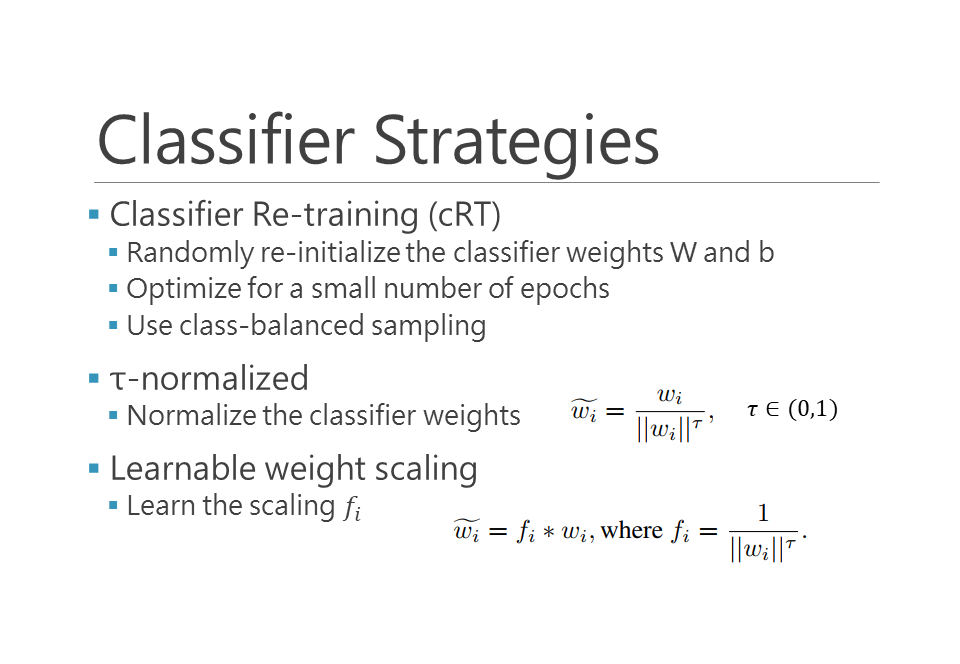 Classifier Strategies
▪ Classifier Re-training (cRT)
▪ Randomly re-initialize the classifier weights W and b
▪ Optimize for a small number of epochs
▪ Use class-balanced sampling
▪ τ-normalized
▪ Normalize the classifier weights $\widetilde{w_i} = \frac{w_i}{||w_i||^\tau},$ $\tau \in (0,1)$
▪ Learnable weight scaling
▪ Learn the scaling $f_i$
$\widetilde{w_i} = f_i * w_i, \text{where } f_i = \frac{1}{||w_i||^\tau}.$